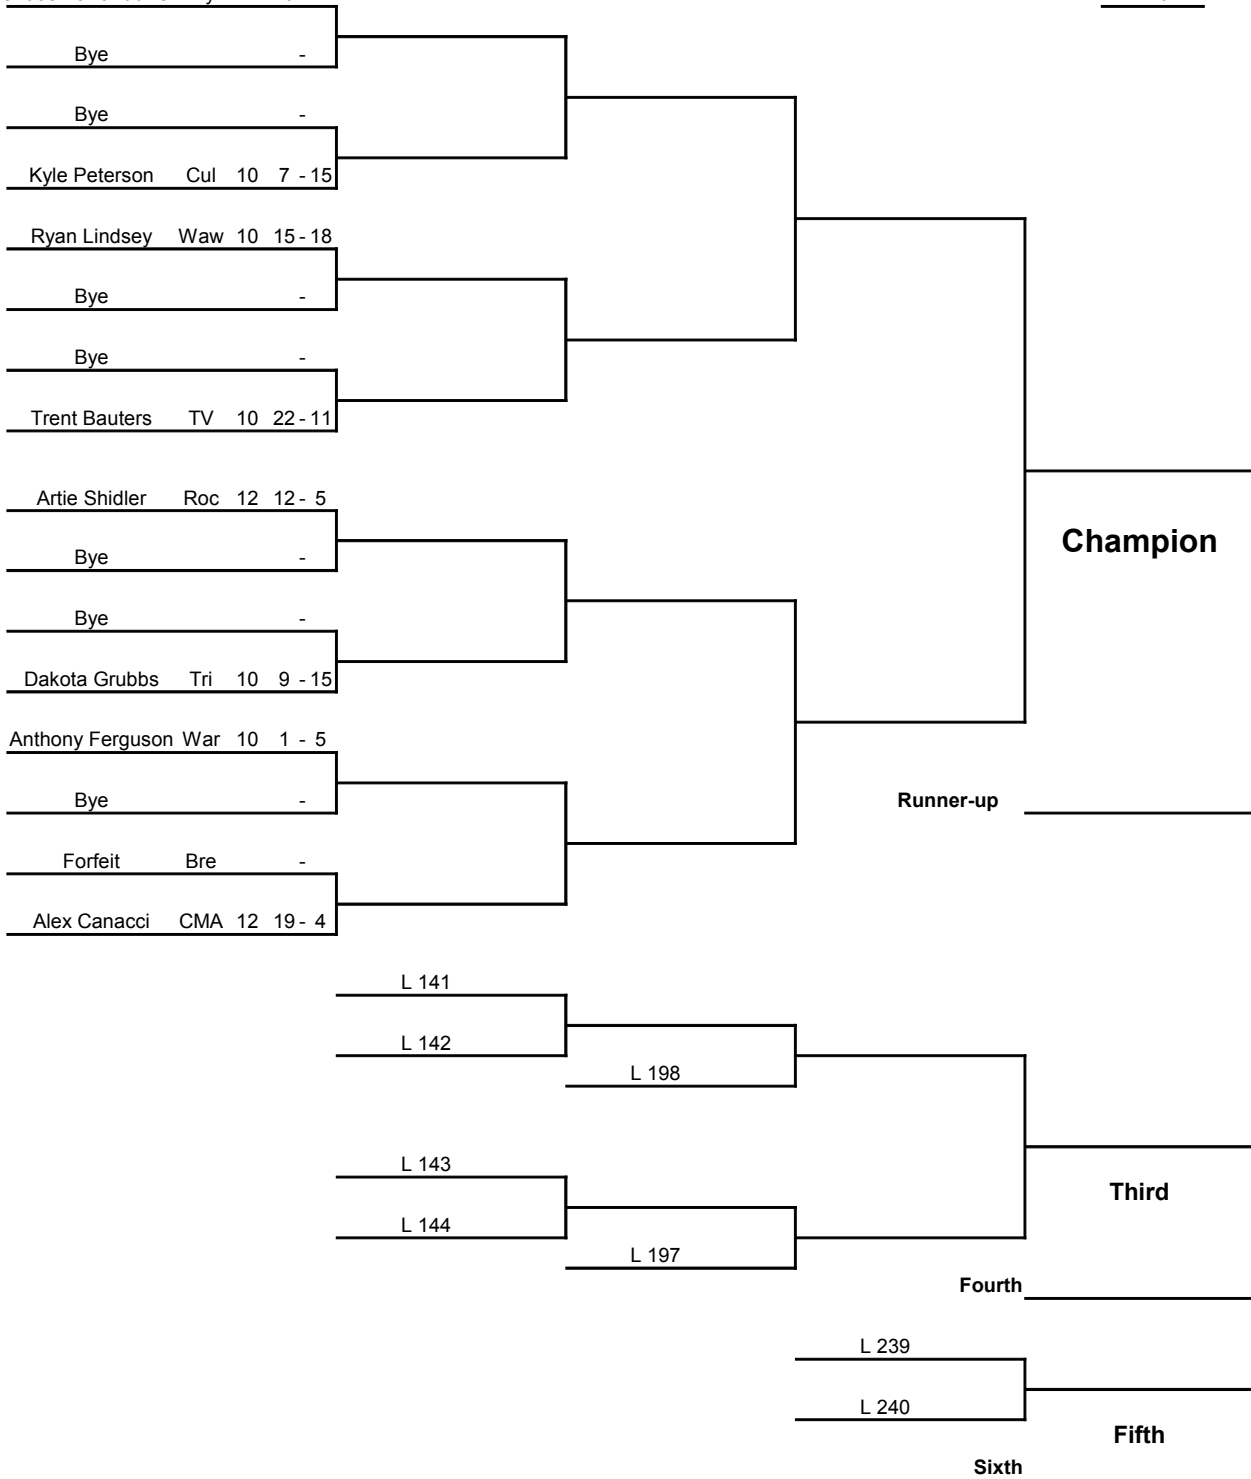 Bye -
Bye -
Kyle Peterson Cul 10 7 - 15
Ryan Lindsey Waw 10 15 - 18
Bye -
Bye -
Trent Bauters TV 10 22 - 11
Artie Shidler Roc 12 12 - 5
Bye -
Champion
Bye -
Dakota Grubbs Tri 10 9 - 15
Anthony Ferguson War 10 1 - 5
Bye -
Runner-up
Forfeit Bre -
Alex Canacci CMA 12 19 - 4
L 141
L 142
L 198
L 143
Third
L 144
L 197
Fourth
L 239
L 240
Fifth
Sixth